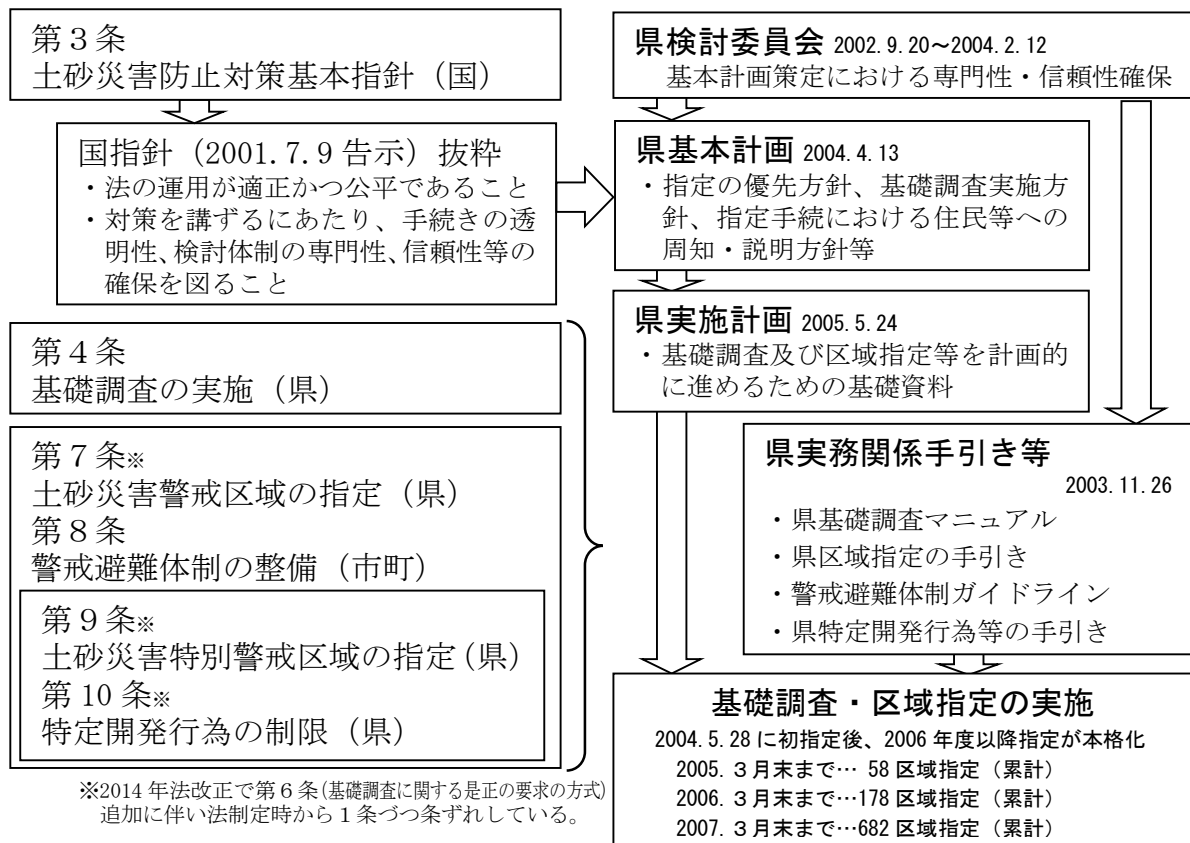 第３条
土砂災害防止対策基本指針（国）
国指針（2001.7.9 告示）抜粋
・法の運用が適正かつ公平であること
・対策を講ずるにあたり、手続きの透
明性、検討体制の専門性、信頼性等の
確保を図ること
第４条
基礎調査の実施（県）
第７条※
土砂災害警戒区域の指定（県）
第８条
警戒避難体制の整備（市町）
第９条※
土砂災害特別警戒区域の指定（県）
第 10 条※
特定開発行為の制限（県）
※2014 年法改正で第６条(基礎調査に関する是正の要求の方式)
追加に伴い法制定時から１条づつ条ずれしている。
県検討委員会 2002.9.20～2004.2.12
基本計画策定における専門性・信頼性確保
県基本計画 2004.4.13
・指定の優先方針、基礎調査実施方
針、指定手続における住民等への
周知・説明方針等
県実施計画 2005.5.24
・基礎調査及び区域指定等を計画的
に進めるための基礎資料
県実務関係手引き等
2003.11.26
・県基礎調査マニュアル
・県区域指定の手引き
・警戒避難体制ガイドライン
・県特定開発行為等の手引き
基礎調査・区域指定の実施
2004.5.28 に初指定後、2006 年度以降指定が本格化
2005.３月末まで… 58 区域指定（累計）
2006.３月末まで…178 区域指定（累計）
2007.３月末まで…682 区域指定（累計）